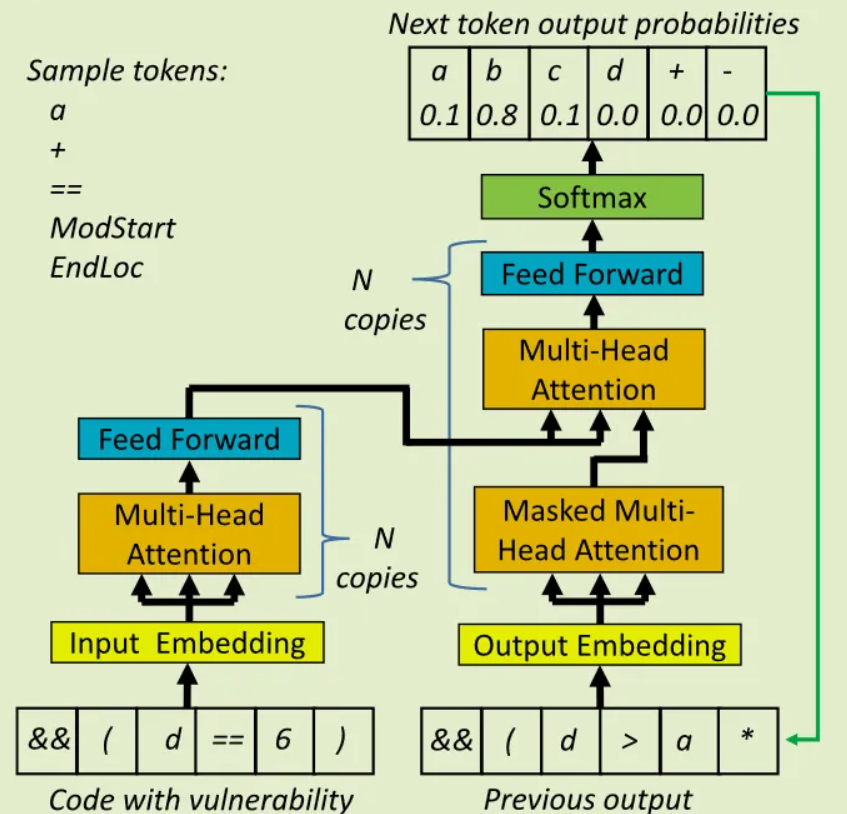 Next token output probabilities
Sample tokens:
a
+
==
ModStart
EndLoc
a b c d + -
0.1 0.8 0.1 0.0 0.0 0.0
Softmax
Feed Forward
N
copies
Multi-Head
Attention
Feed Forward
Multi-Head
Attention
N
copies
Masked Multi-
Head Attention
Input Embedding
Output Embedding
&& ( d == 6 )
&& ( d > a *
Code with vulnerability
Previous output